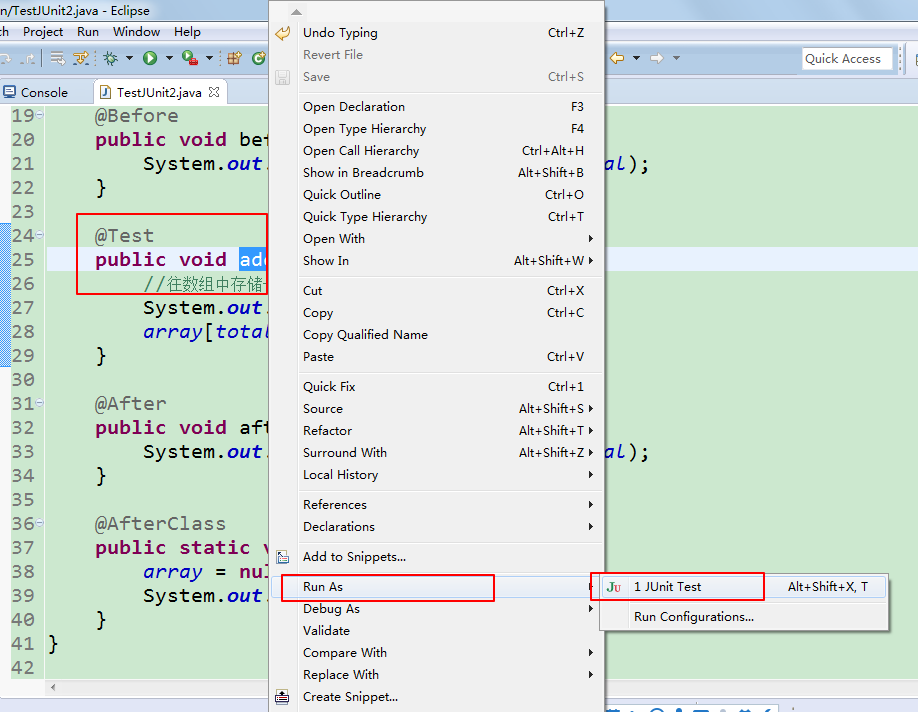 n/TestJUnit2.java - Eclipse
ch Project Run Window Help
Quick Access
Console TestJUnit2.java
19 @Before
20 public void bef
21 System.out. al);
22 }
23
24 @Test
25 public void add
26 //往数组中存储
27 System.out.
28 array[total
29 }
30
31 @After
32 public void aft
33 System.out. al);
34 }
35
36 @AfterClass
37 public static v
38 array = nul
39 System.out.
40 }
41 }
42
Undo Typing Ctrl+Z
Revert File
Save Ctrl+S
Open Declaration F3
Open Type Hierarchy F4
Open Call Hierarchy Ctrl+Alt+H
Show in Breadcrumb Alt+Shift+B
Quick Outline Ctrl+O
Quick Type Hierarchy Ctrl+T
Open With
Show In Alt+Shift+W
Cut Ctrl+X
Copy Ctrl+C
Copy Qualified Name
Paste Ctrl+V
Quick Fix Ctrl+1
Source Alt+Shift+S
Refactor Alt+Shift+T
Surround With Alt+Shift+Z
Local History
References
Declarations
Add to Snippets...
Run As
Debug As
Validate
Compare With
Replace With
Create Snippet...
Ju 1 JUnit Test Alt+Shift+X, T
Run Configurations...